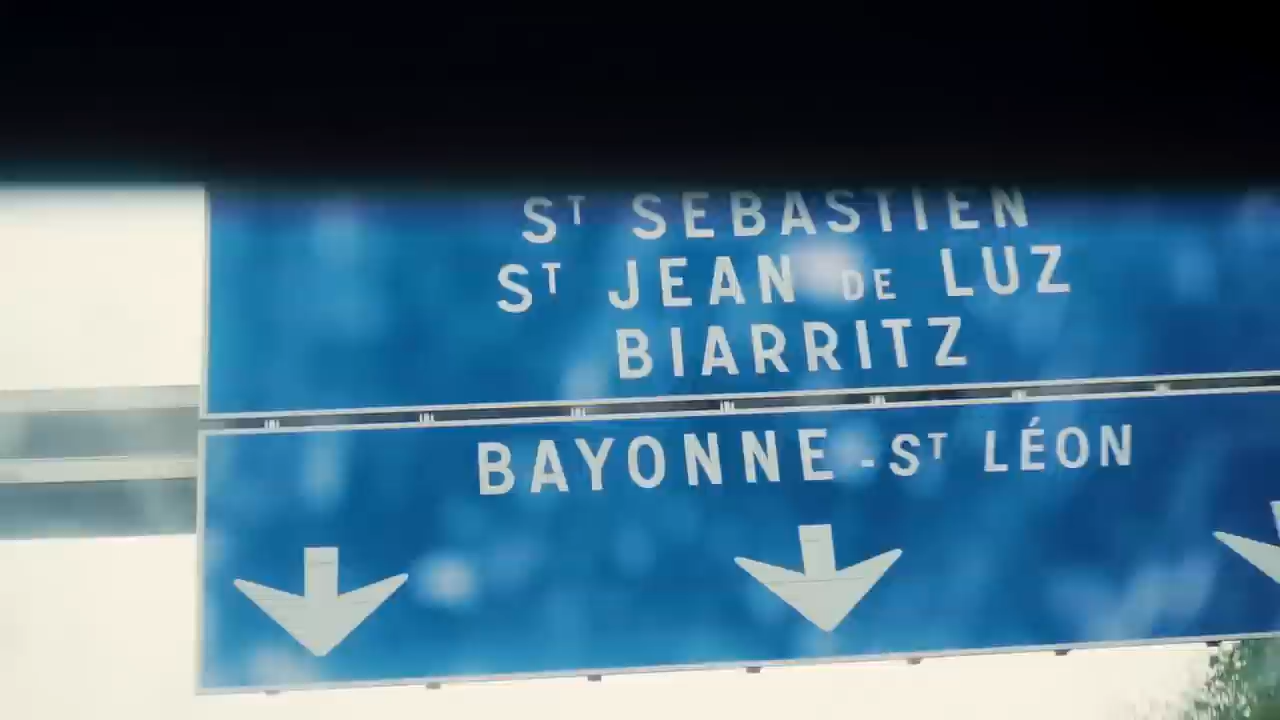 ST SEBASTIEN
ST JEAN DE LUZ
BIARRITZ
BAYONNE - ST LÉON